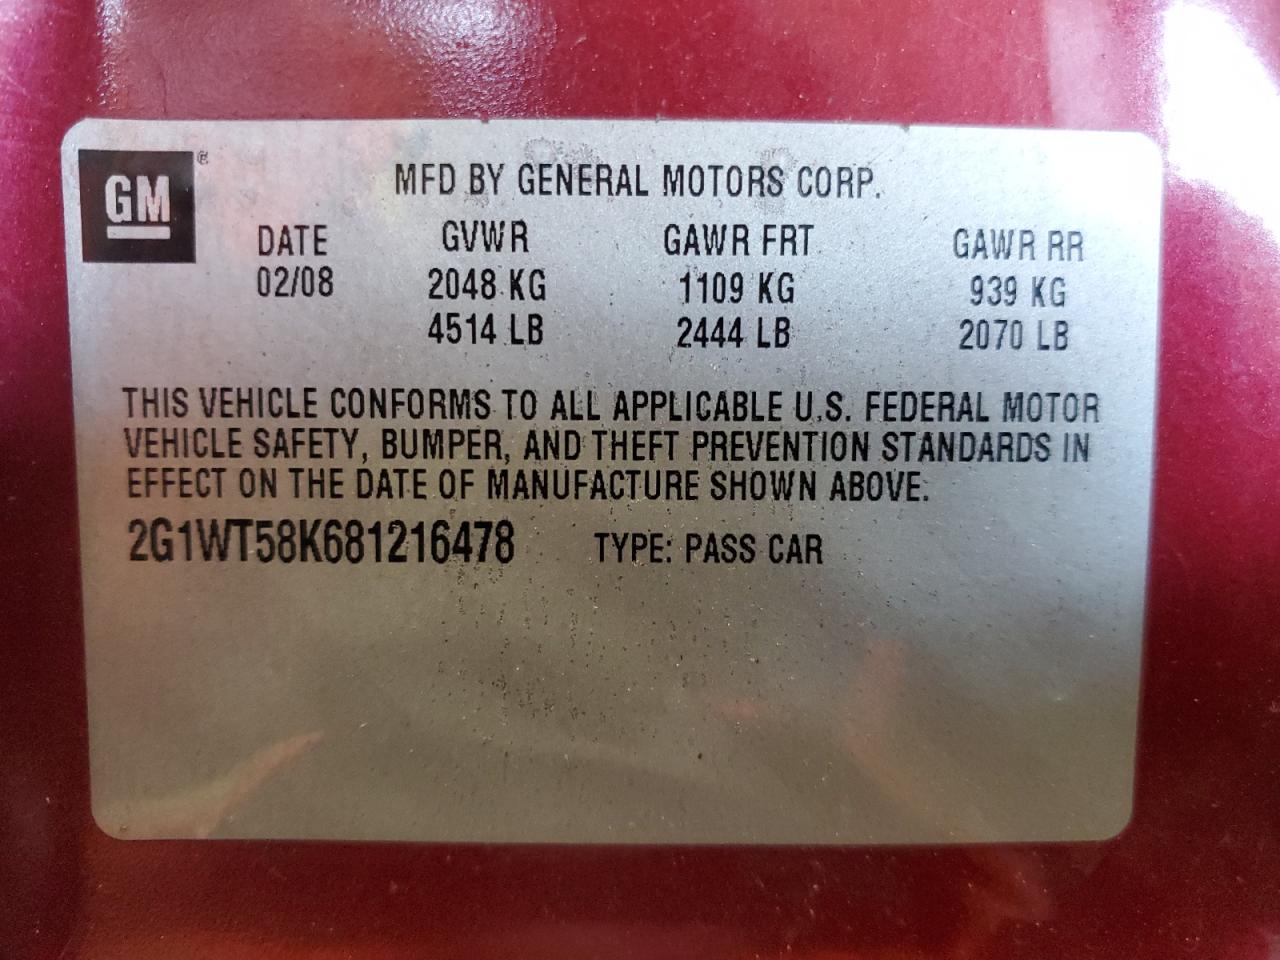 GM ®
MFD BY GENERAL MOTORS CORP.
DATE GVWR GAWR FRT GAWR RR
02/08 2048 KG 1109 KG 939 KG
4514 LB 2444 LB 2070 LB
THIS VEHICLE CONFORMS TO ALL APPLICABLE U.S. FEDERAL MOTOR
VEHICLE SAFETY, BUMPER, AND THEFT PREVENTION STANDARDS IN
EFFECT ON THE DATE OF MANUFACTURE SHOWN ABOVE.
2G1WT58K681216478 TYPE: PASS CAR